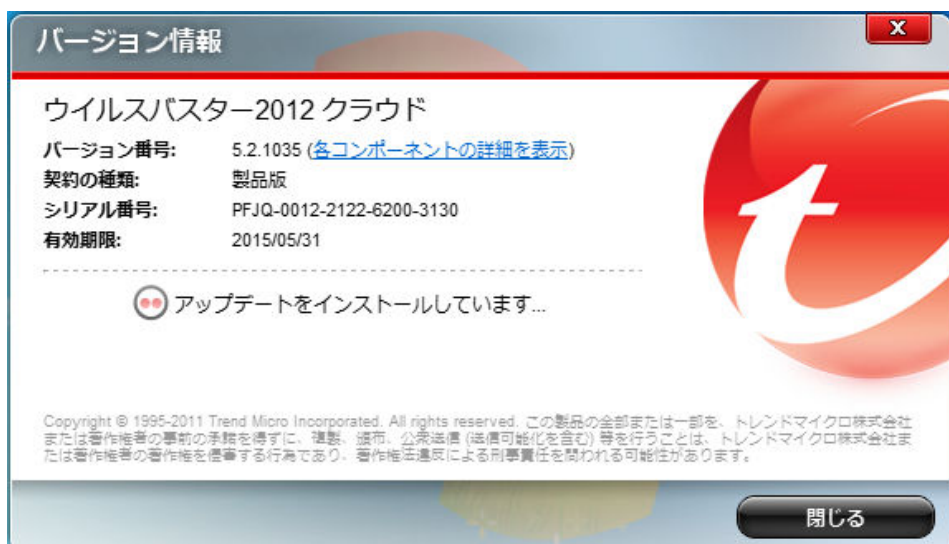 バージョン情報
x
ウイルスバスター2012 クラウド
バージョン番号: 5.2.1035 (各コンポーネントの詳細を表示)
契約の種類: 製品版
シリアル番号: PFJQ-0012-2122-6200-3130
有効期限: 2015/05/31
アップデートをインストールしています...
Copyright © 1995-2011 Trend Micro Incorporated. All rights reserved. この製品の全部または一部を、トレンドマイクロ株式会社
または著作権者の事前の承諾を得ずに、複製、頒布、公衆送信 (送信可能化を含む) 等を行うことは、トレンドマイクロ株式会社ま
たは著作権者の著作権を侵害する行為であり、著作権法違反による刑事責任を問われる可能性があります。
閉じる